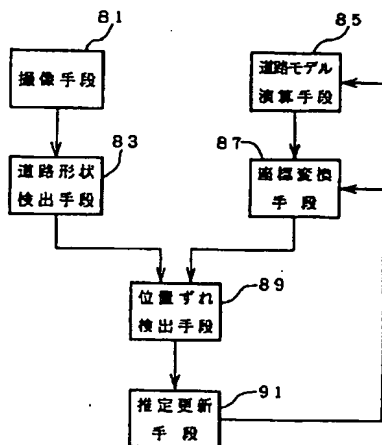 81
撮像手段
83
道路形状
検出手段
85
道路モデル
演算手段
87
座標変換
手段
位置ずれ
検出手段
89
推定更新
手段
91